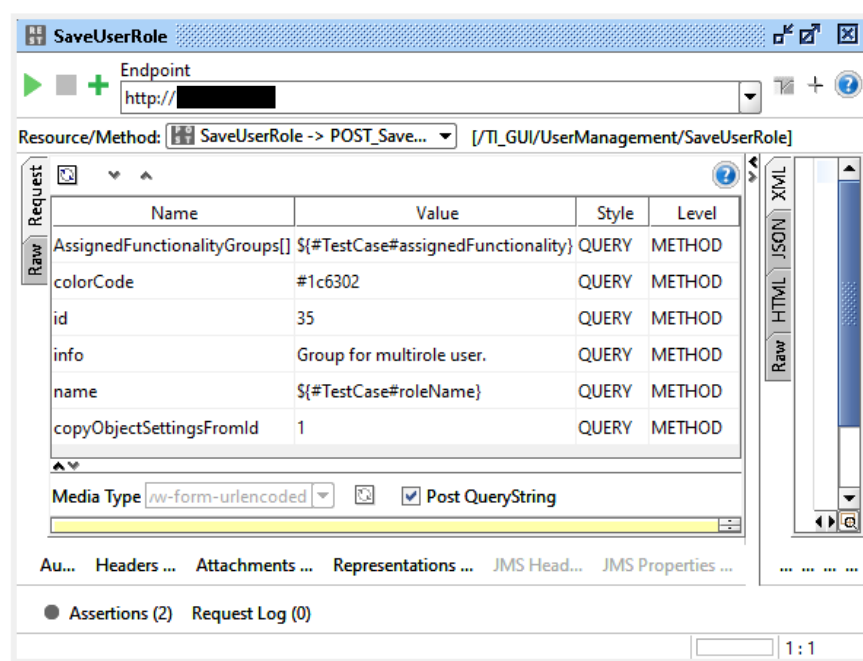 REST SaveUserRole
Endpoint
http://
Resource/Method: REST SaveUserRole -> POST_Save... [/TI_GUI/UserManagement/SaveUserRole]
Request
Raw
Name Value Style Level
AssignedFunctionalityGroups[] ${#TestCase#assignedFunctionality} QUERY METHOD
colorCode #1c6302 QUERY METHOD
id 35 QUERY METHOD
info Group for multirole user. QUERY METHOD
name ${#TestCase#roleName} QUERY METHOD
copyObjectSettingsFromId 1 QUERY METHOD
Media Type w-form-urlencoded Post QueryString
XML
JSON
HTML
Raw
Au... Headers ... Attachments ... Representations ... JMS Head... JMS Properties ... ... ... ... ...
Assertions (2) Request Log (0)
1:1